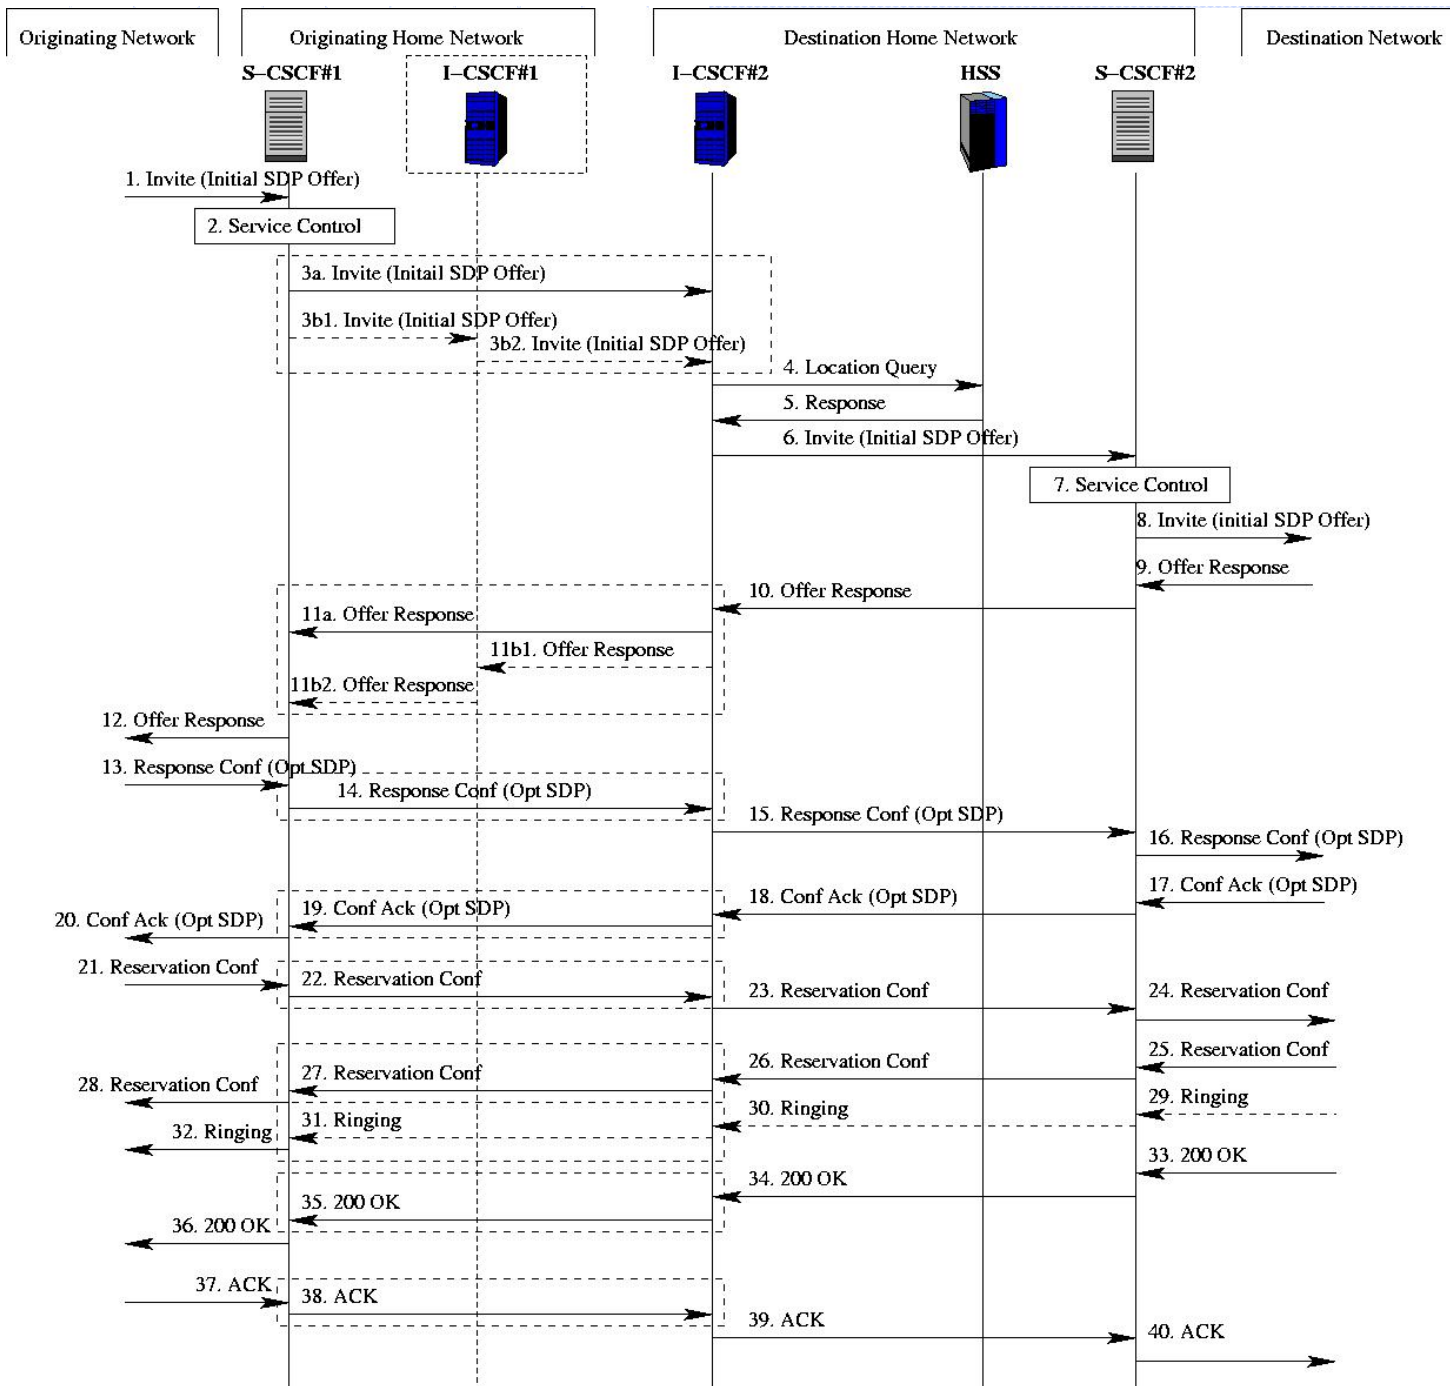 Originating Network
Originating Home Network
Destination Home Network
Destination Network
S-CSCF#1
I-CSCF#1
I-CSCF#2
HSS
S-CSCF#2
1. Invite (Initial SDP Offer)
2. Service Control
3a. Invite (Initail SDP Offer)
3b1. Invite (Initial SDP Offer)
3b2. Invite (Initial SDP Offer)
4. Location Query
5. Response
6. Invite (Initial SDP Offer)
7. Service Control
8. Invite (initial SDP Offer)
9. Offer Response
10. Offer Response
11a. Offer Response
11b1. Offer Response
11b2. Offer Response
12. Offer Response
13. Response Conf (Opt SDP)
14. Response Conf (Opt SDP)
15. Response Conf (Opt SDP)
16. Response Conf (Opt SDP)
17. Conf Ack (Opt SDP)
18. Conf Ack (Opt SDP)
19. Conf Ack (Opt SDP)
20. Conf Ack (Opt SDP)
21. Reservation Conf
22. Reservation Conf
23. Reservation Conf
24. Reservation Conf
25. Reservation Conf
26. Reservation Conf
27. Reservation Conf
28. Reservation Conf
29. Ringing
30. Ringing
31. Ringing
32. Ringing
33. 200 OK
34. 200 OK
35. 200 OK
36. 200 OK
37. ACK
38. ACK
39. ACK
40. ACK